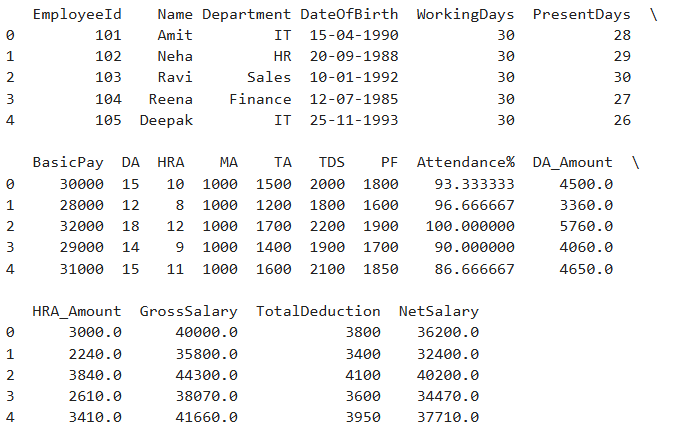 EmployeeId    Name Department DateOfBirth  WorkingDays  PresentDays  \
0         101    Amit         IT  15-04-1990           30           28
1         102    Neha         HR  20-09-1988           30           29
2         103    Ravi      Sales  10-01-1992           30           30
3         104   Reena    Finance  12-07-1985           30           27
4         105  Deepak         IT  25-11-1993           30           26
   BasicPay  DA  HRA    MA    TA   TDS    PF  Attendance%  DA_Amount  \
0     30000  15   10  1000  1500  2000  1800    93.333333     4500.0
1     28000  12    8  1000  1200  1800  1600    96.666667     3360.0
2     32000  18   12  1000  1700  2200  1900   100.000000     5760.0
3     29000  14    9  1000  1400  1900  1700    90.000000     4060.0
4     31000  15   11  1000  1600  2100  1850    86.666667     4650.0
   HRA_Amount  GrossSalary  TotalDeduction  NetSalary
0      3000.0      40000.0            3800    36200.0
1      2240.0      35800.0            3400    32400.0
2      3840.0      44300.0            4100    40200.0
3      2610.0      38070.0            3600    34470.0
4      3410.0      41660.0            3950    37710.0